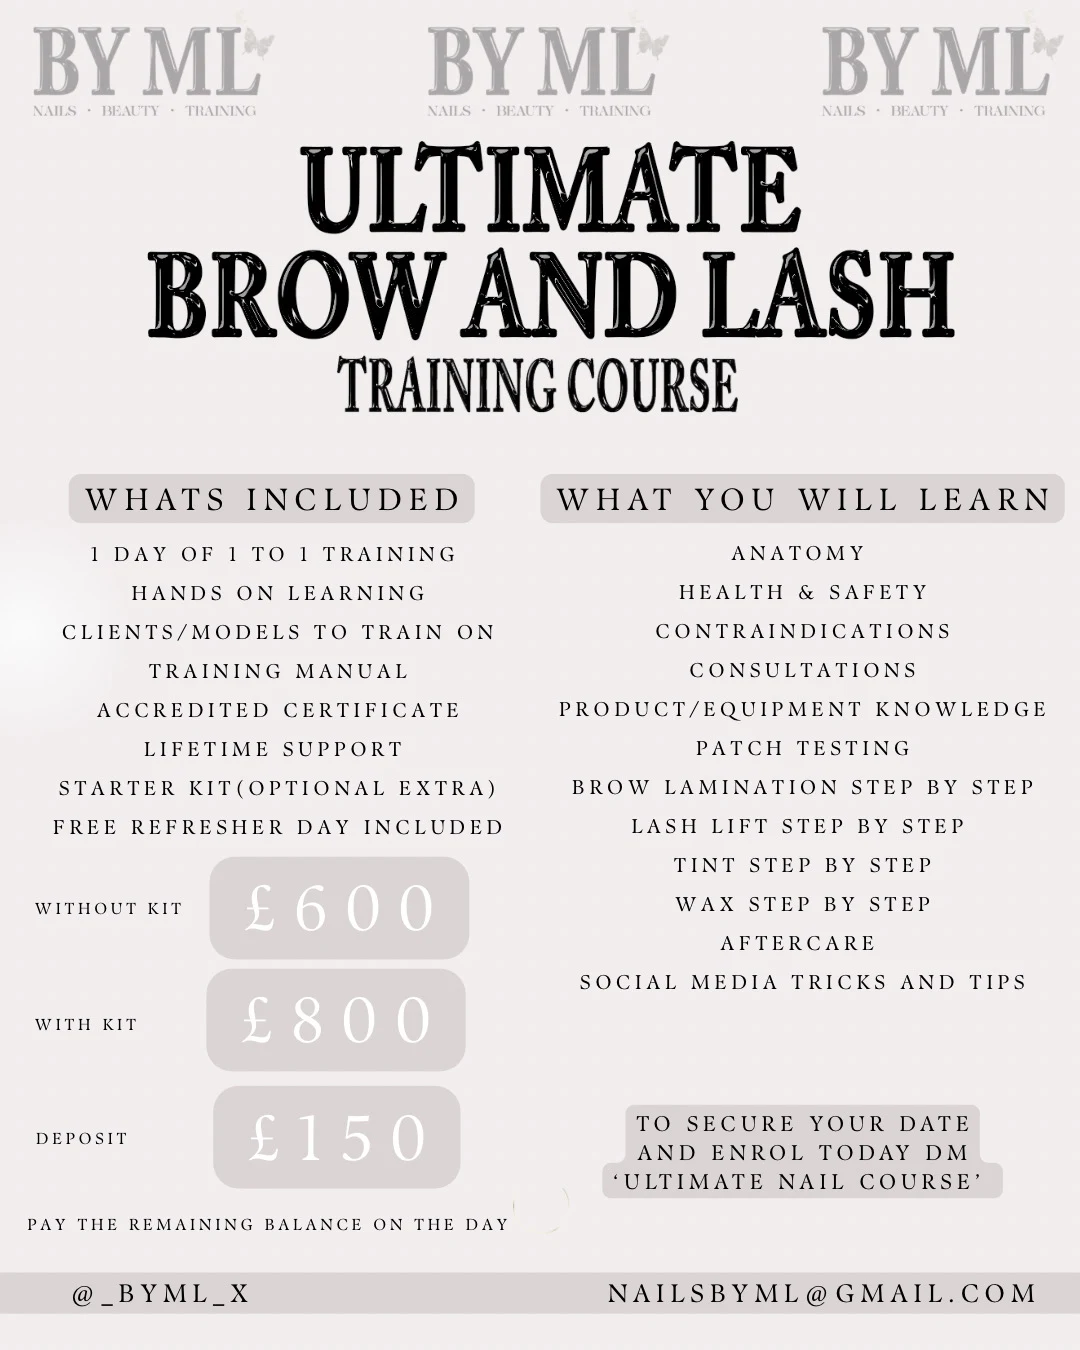 BY ML BY ML BY ML
NAILS · BEAUTY · TRAINING NAILS · BEAUTY · TRAINING NAILS · BEAUTY · TRAINING
ULTIMATE
BROW AND LASH
TRAINING COURSE
WHATS INCLUDED
1 DAY OF 1 TO 1 TRAINING
HANDS ON LEARNING
CLIENTS/MODELS TO TRAIN ON
TRAINING MANUAL
ACCREDITED CERTIFICATE
LIFETIME SUPPORT
STARTER KIT(OPTIONAL EXTRA)
FREE REFRESHER DAY INCLUDED
WITHOUT KIT £600
WITH KIT £800
DEPOSIT £150
PAY THE REMAINING BALANCE ON THE DAY
WHAT YOU WILL LEARN
ANATOMY
HEALTH & SAFETY
CONTRAINDICATIONS
CONSULTATIONS
PRODUCT/EQUIPMENT KNOWLEDGE
PATCH TESTING
BROW LAMINATION STEP BY STEP
LASH LIFT STEP BY STEP
TINT STEP BY STEP
WAX STEP BY STEP
AFTERCARE
SOCIAL MEDIA TRICKS AND TIPS
TO SECURE YOUR DATE
AND ENROL TODAY DM
‘ULTIMATE NAIL COURSE’
@_BYML_X
NAILSBYML@GMAIL.COM